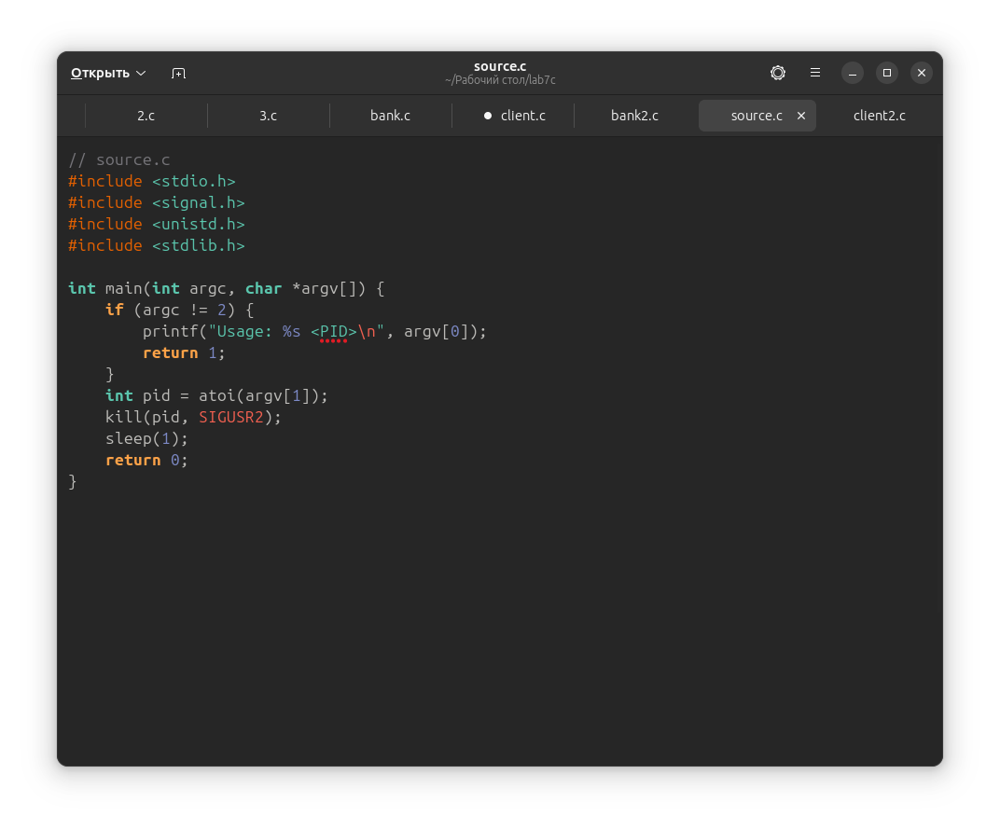 Открыть
source.c
~/Рабочий стол/lab7c
2.c 3.c bank.c client.c bank2.c source.c client2.c
// source.c
#include <stdio.h>
#include <signal.h>
#include <unistd.h>
#include <stdlib.h>
int main(int argc, char *argv[]) {
    if (argc != 2) {
        printf("Usage: %s <PID>\n", argv[0]);
        return 1;
    }
    int pid = atoi(argv[1]);
    kill(pid, SIGUSR2);
    sleep(1);
    return 0;
}